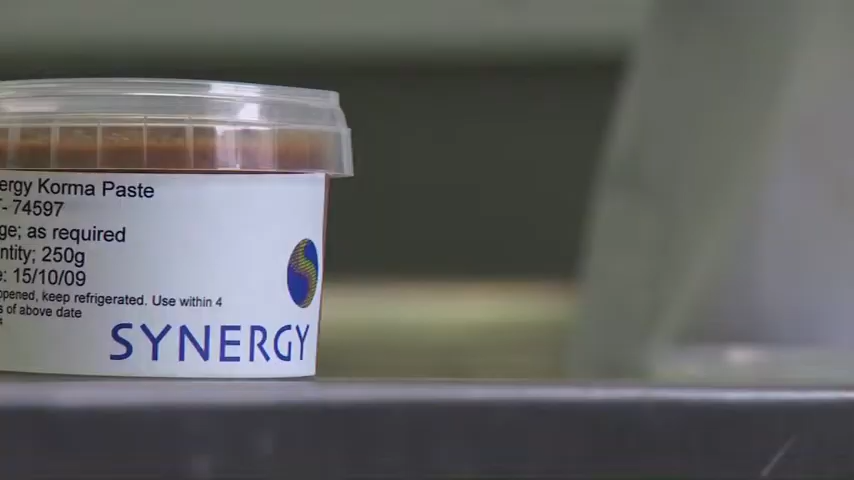 ergy Korma Paste
- 74597
ge; as required
ntity; 250g
: 15/10/09
opened, keep refrigerated. Use within 4
s of above date
SYNERGY